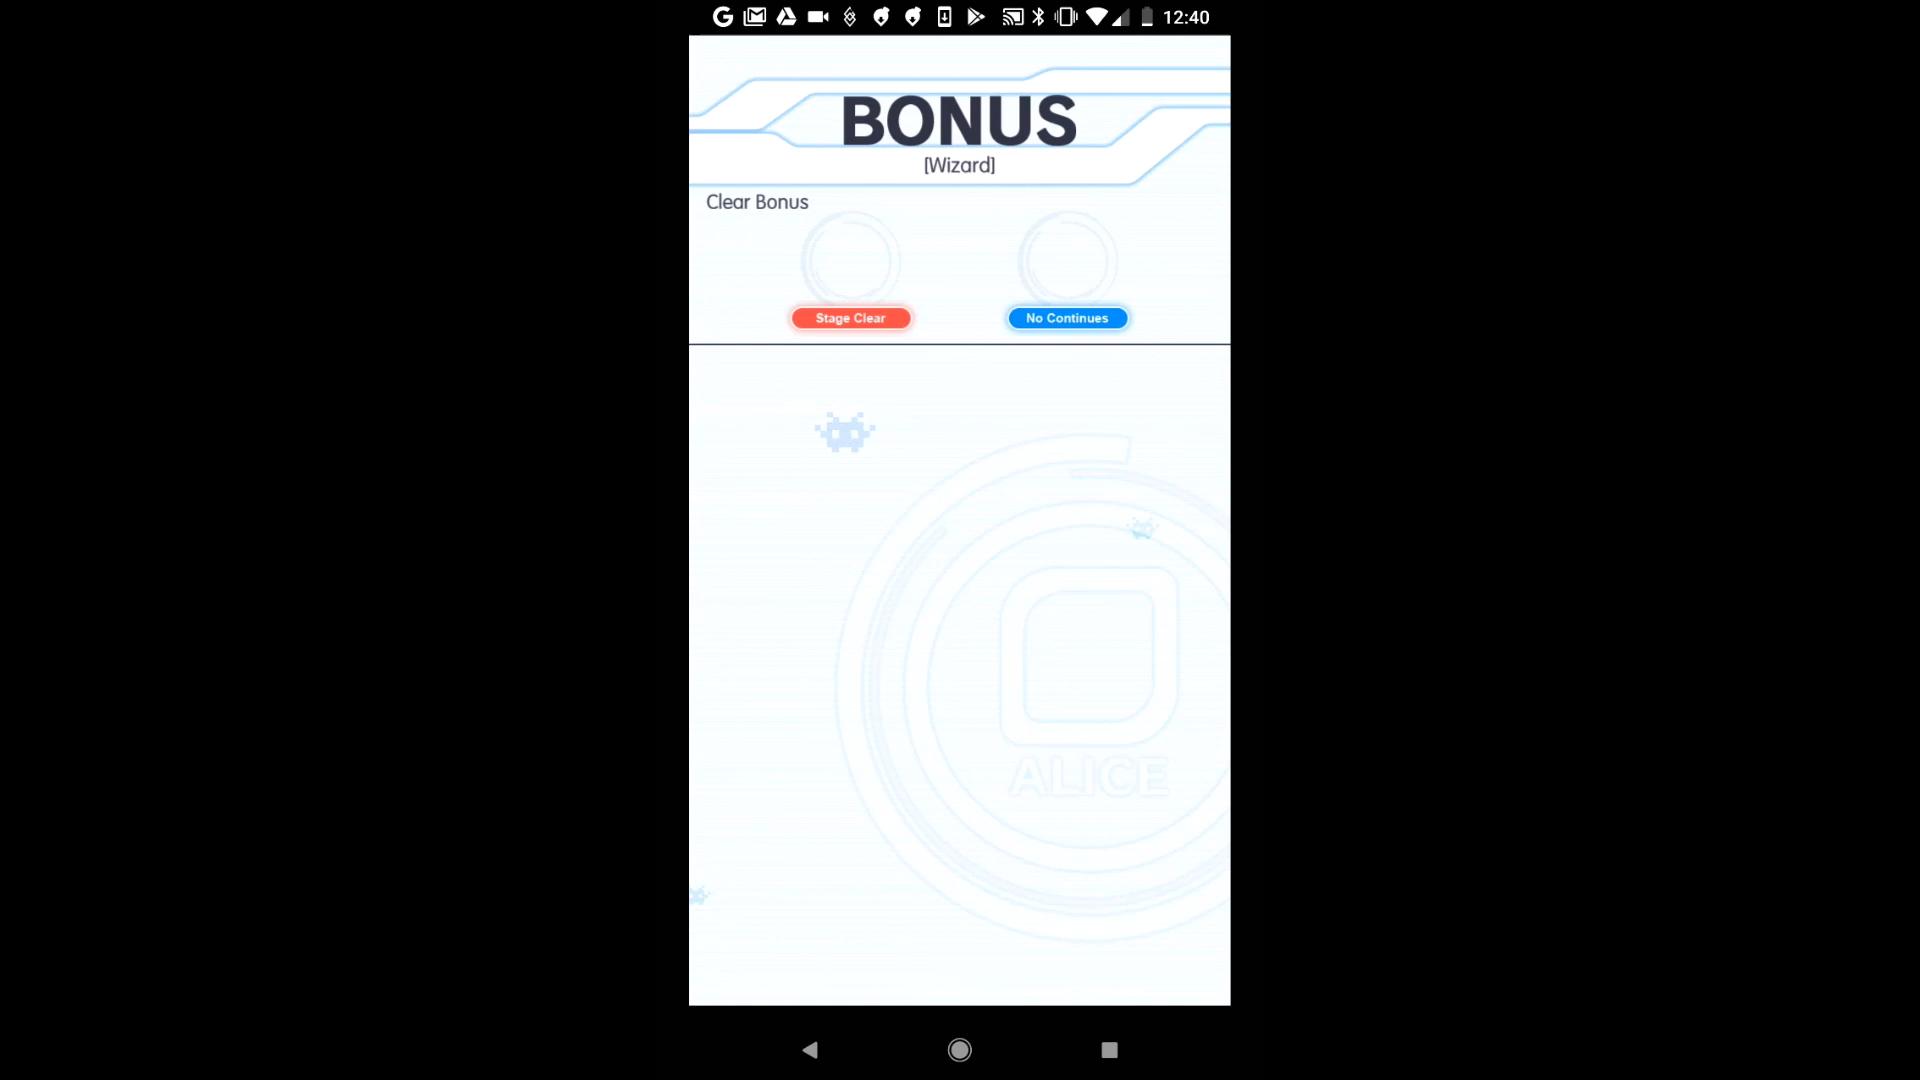 12:40
BONUS
[Wizard]
Clear Bonus
Stage Clear
No Continues
ALICE